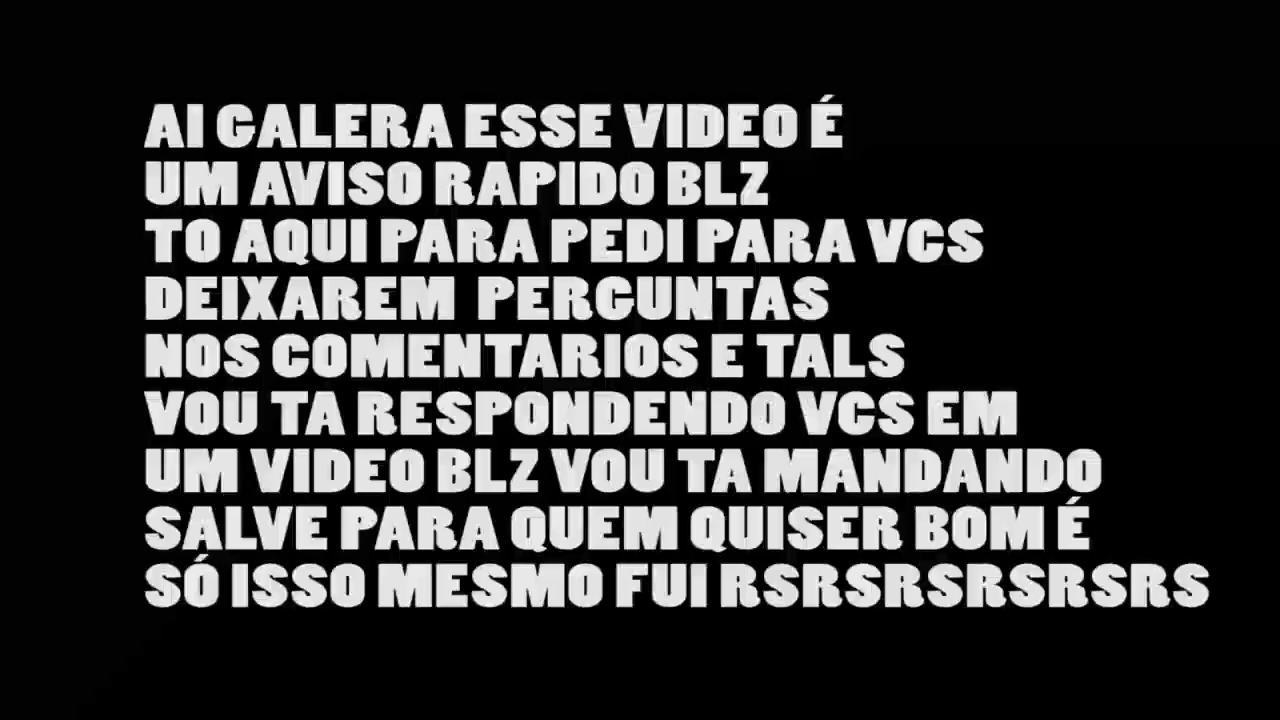 AI GALERA ESSE VIDEO É
UM AVISO RAPIDO BLZ
TO AQUI PARA PEDI PARA VCS
DEIXAREM PERGUNTAS
NOS COMENTARIOS E TALS
VOU TA RESPONDENDO VCS EM
UM VIDEO BLZ VOU TA MANDANDO
SALVE PARA QUEM QUISER BOM É
SÓ ISSO MESMO FUI RSRSRSRSRSRS